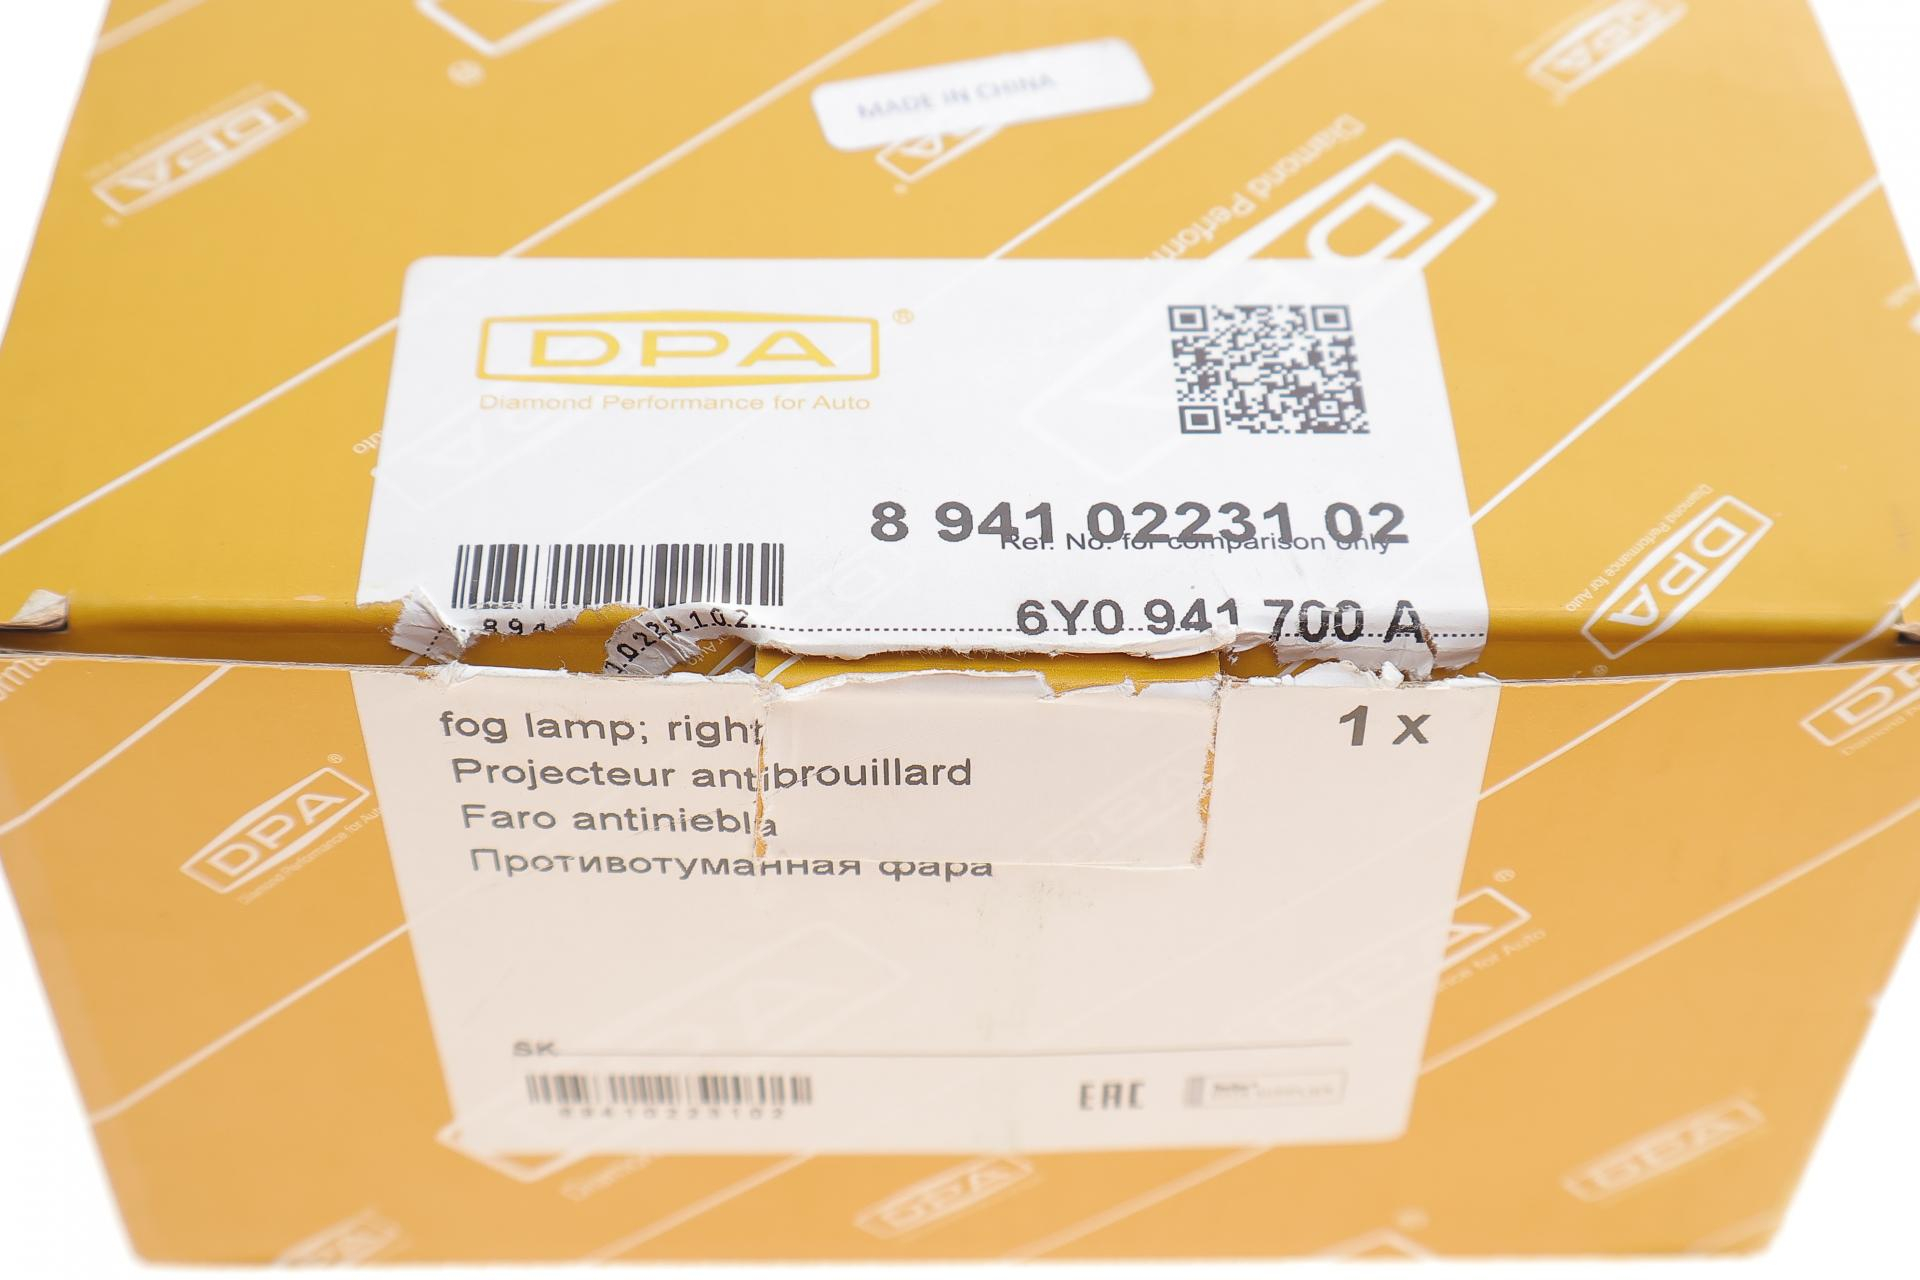 MADE IN CHINA
DPA®
Diamond Performance for Auto
8 941 02231 02
Ref. No. for comparison only
6Y0 941 700 A
fog lamp; right
1 x
Projecteur antibrouillard
Faro antiniebla
Противотуманная фара
SK
89410223102
EAC